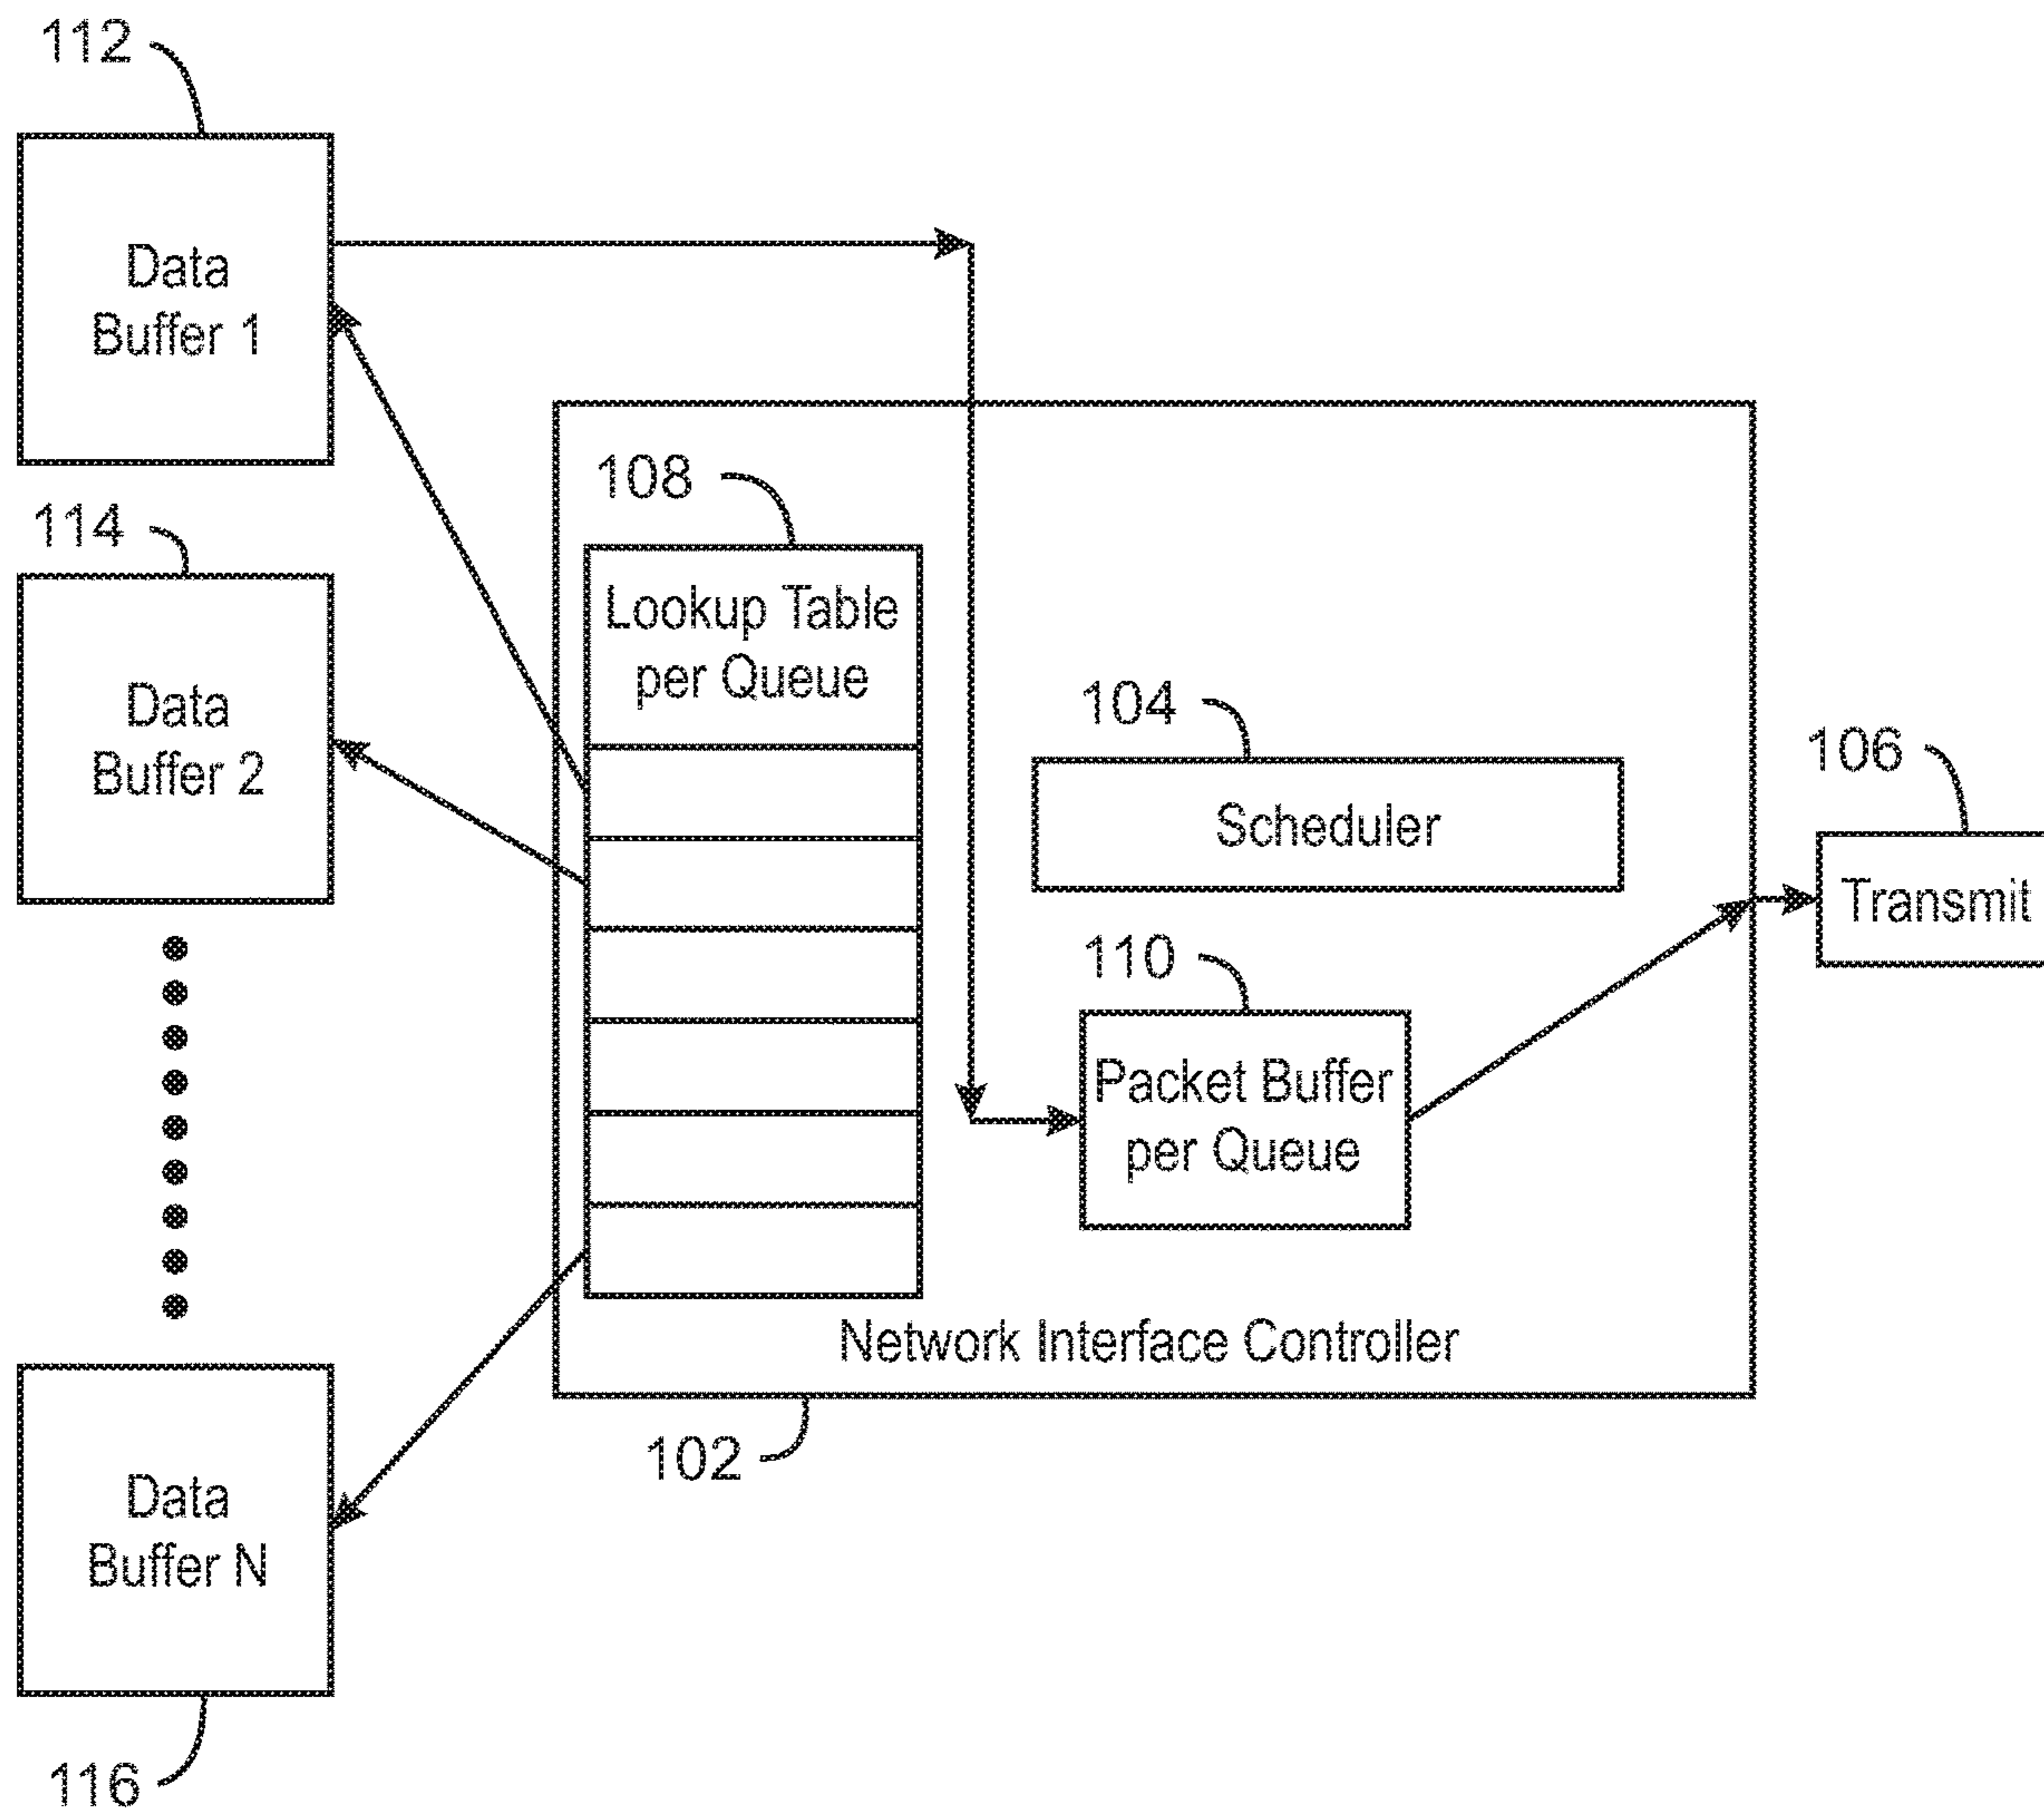 112
Data
Buffer 1
108
114
Lookup Table
per Queue
Data
Buffer 2
104
106
Scheduler
Transmit
110
Packet Buffer
per Queue
Network Interface Controller
102
Data
Buffer N
116